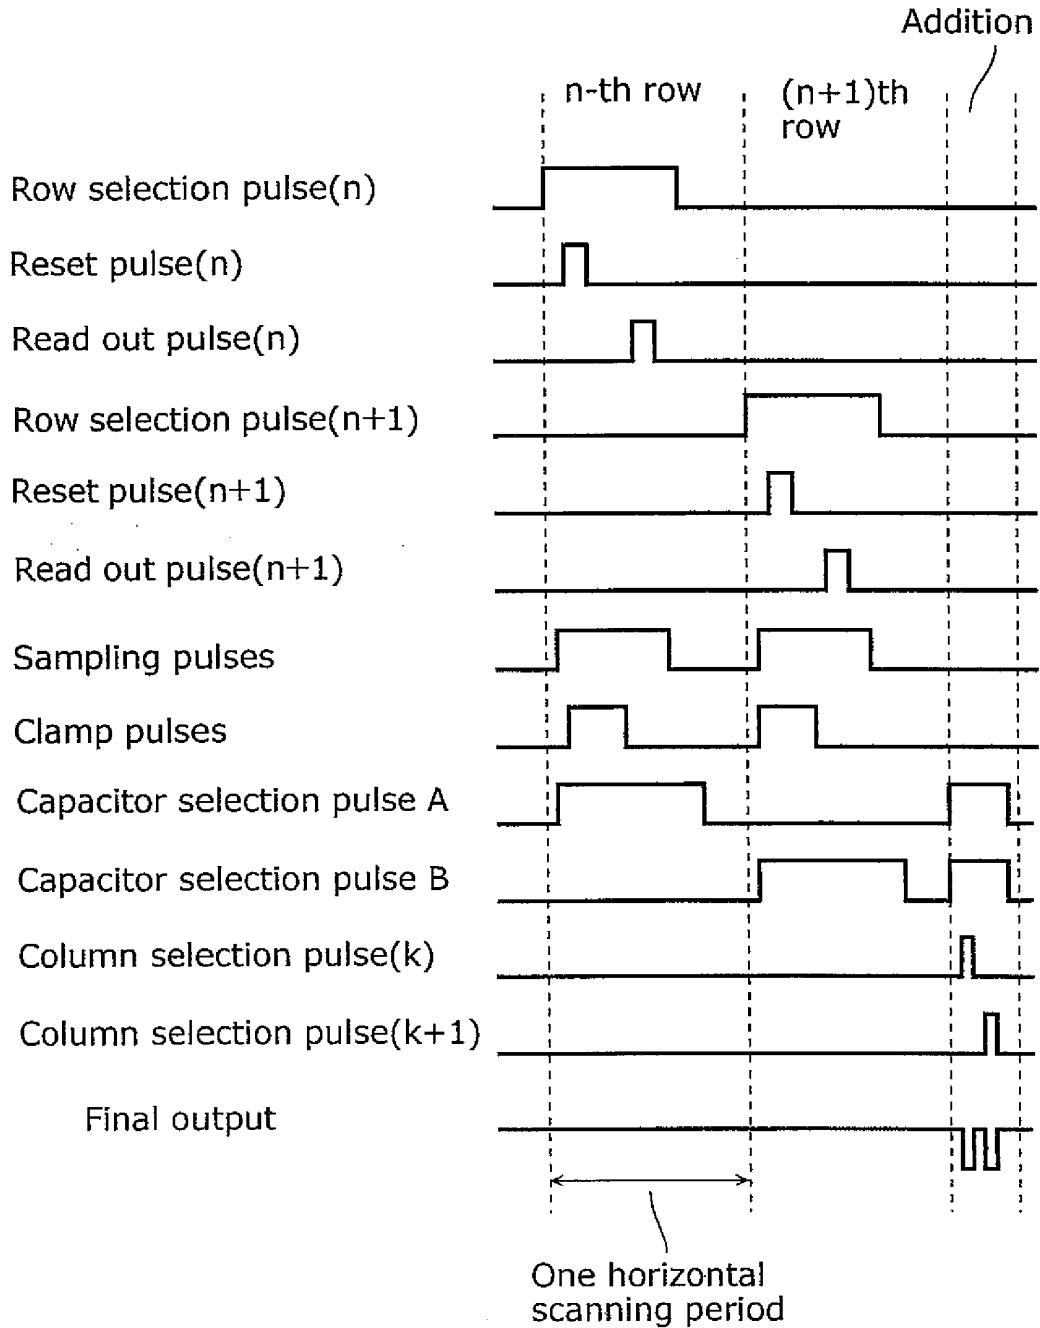 Addition
n-th row
(n+1)th
row
Row selection pulse(n)
Reset pulse(n)
Read out pulse(n)
Row selection pulse(n+1)
Reset pulse(n+1)
Read out pulse(n+1)
Sampling pulses
Clamp pulses
Capacitor selection pulse A
Capacitor selection pulse B
Column selection pulse(k)
Column selection pulse(k+1)
Final output
One horizontal
scanning period